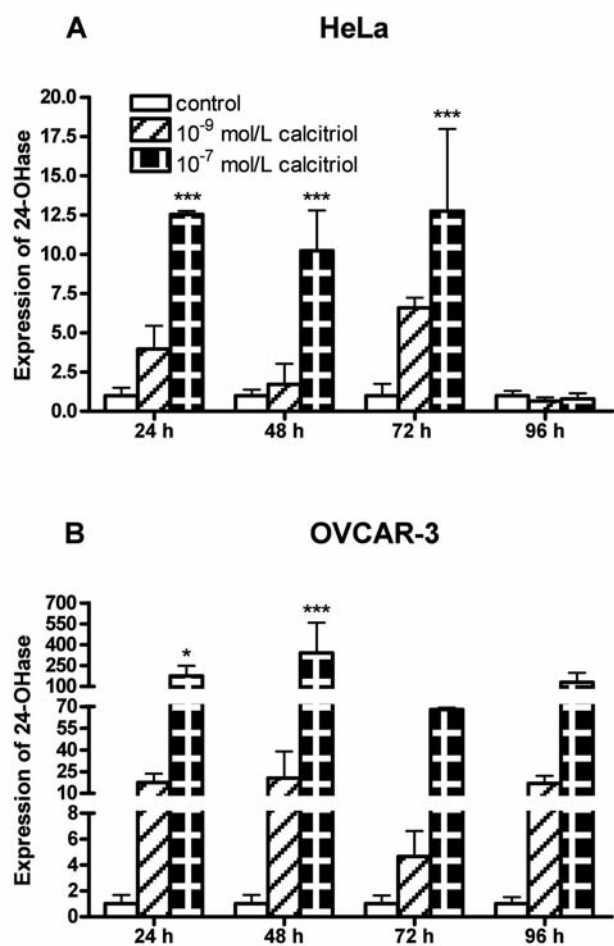 A HeLa
Expression of 24-OHase
20.0
17.5
15.0
12.5
10.0
7.5
5.0
2.5
0.0
control
10⁻⁹ mol/L calcitriol
10⁻⁷ mol/L calcitriol
*** *** ***
24 h 48 h 72 h 96 h
B OVCAR-3
Expression of 24-OHase
700
550
400
250
100
70
40
25
10
8
6
4
2
0
* ***
24 h 48 h 72 h 96 h